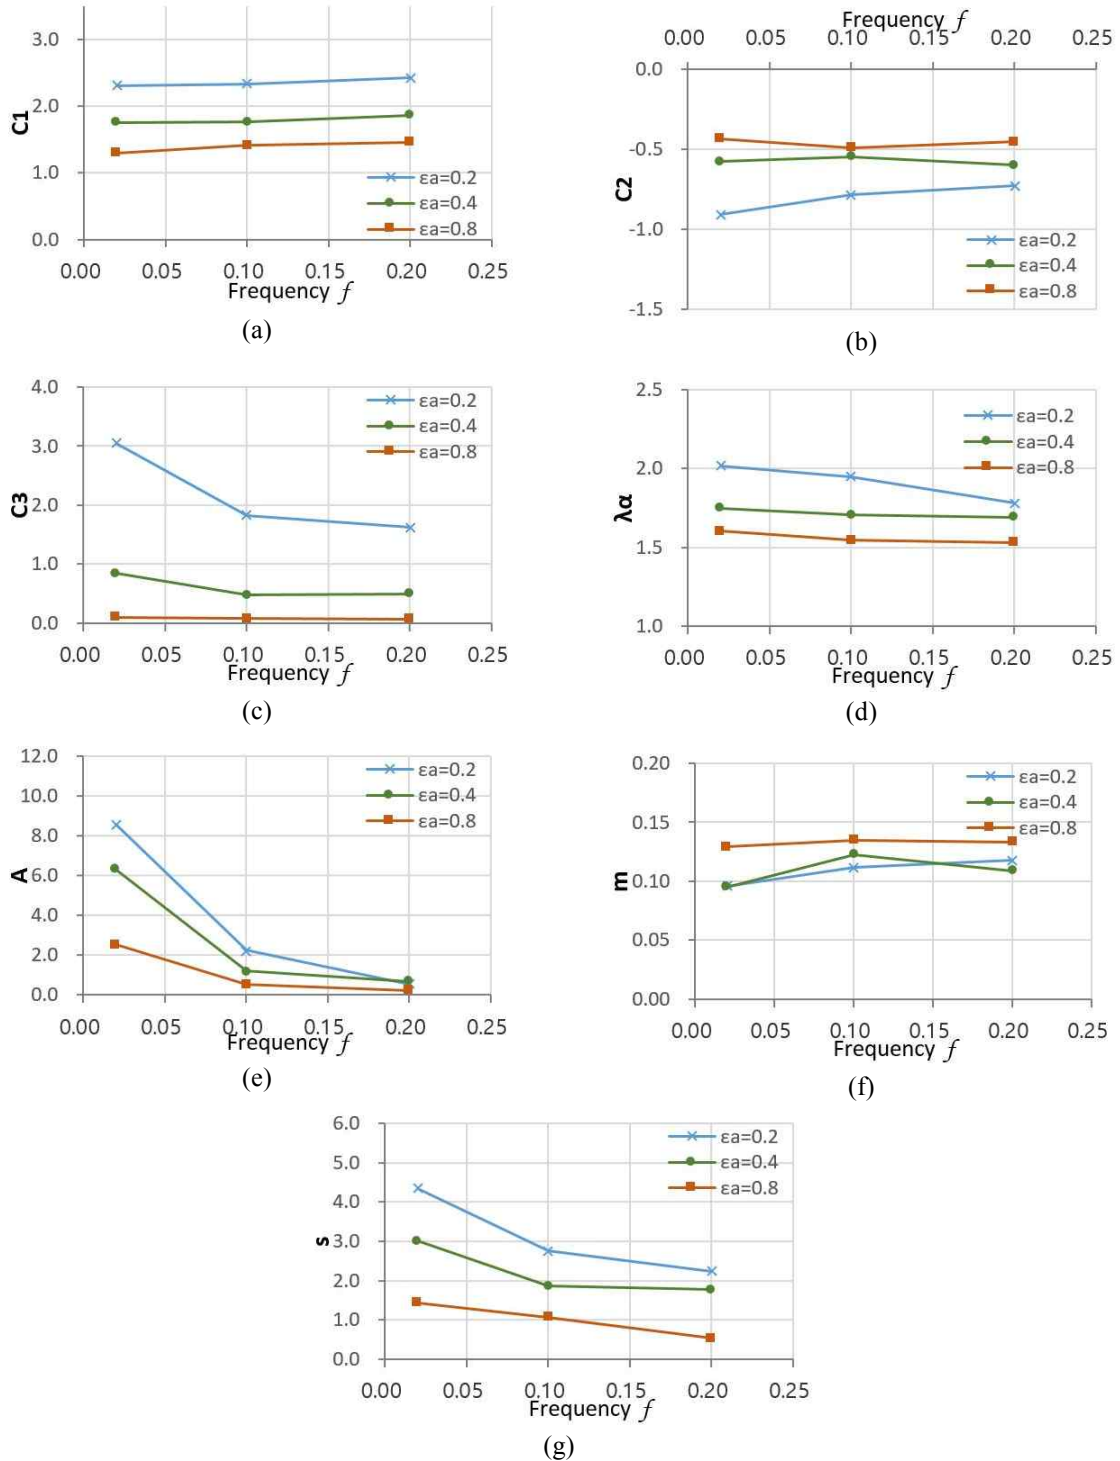 3.0
2.0
1.0
0.0
C1
εa=0.2
εa=0.4
εa=0.8
0.00 0.05 0.10 0.15 0.20 0.25
Frequency f
(a)
Frequency f
0.00 0.05 0.10 0.15 0.20 0.25
0.0
-0.5
-1.0
-1.5
C2
εa=0.2
εa=0.4
εa=0.8
(b)
4.0
3.0
2.0
1.0
0.0
C3
εa=0.2
εa=0.4
εa=0.8
0.00 0.05 0.10 0.15 0.20 0.25
Frequency f
(c)
2.5
2.0
1.5
1.0
λα
εa=0.2
εa=0.4
εa=0.8
0.00 0.05 0.10 0.15 0.20 0.25
Frequency f
(d)
12.0
10.0
8.0
6.0
4.0
2.0
0.0
A
εa=0.2
εa=0.4
εa=0.8
0.00 0.05 0.10 0.15 0.20 0.25
Frequency f
(e)
0.20
0.15
0.10
0.05
0.00
m
εa=0.2
εa=0.4
εa=0.8
0.00 0.05 0.10 0.15 0.20 0.25
Frequency f
(f)
6.0
5.0
4.0
3.0
2.0
1.0
0.0
s
εa=0.2
εa=0.4
εa=0.8
0.00 0.05 0.10 0.15 0.20 0.25
Frequency f
(g)